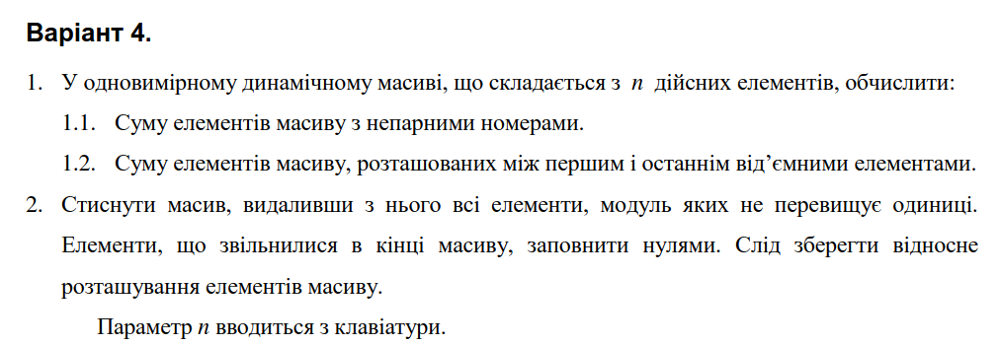 Варіант 4.
1. У одновимірному динамічному масиві, що складається з n дійсних елементів, обчислити:
1.1. Суму елементів масиву з непарними номерами.
1.2. Суму елементів масиву, розташованих між першим і останнім від’ємними елементами.
2. Стиснути масив, видаливши з нього всі елементи, модуль яких не перевищує одиниці.
Елементи, що звільнилися в кінці масиву, заповнити нулями. Слід зберегти відносне
розташування елементів масиву.
Параметр n вводиться з клавіатури.